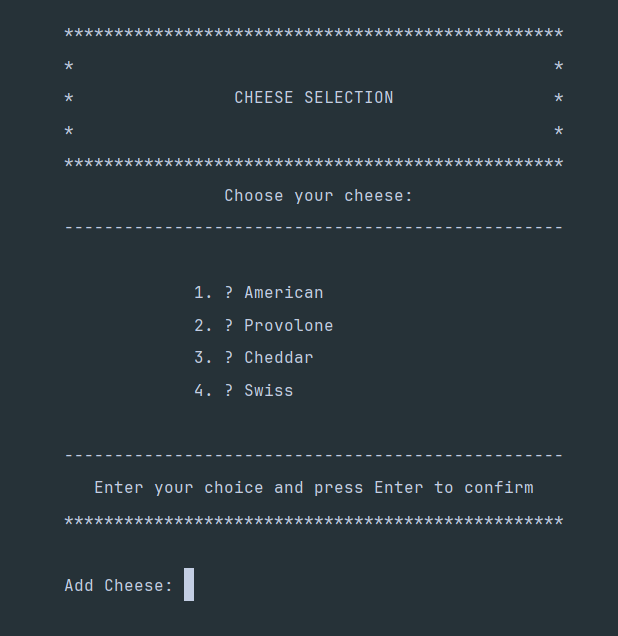 **************************************************
* *
* CHEESE SELECTION *
* *
**************************************************
Choose your cheese:
--------------------------------------------------
1. ? American
2. ? Provolone
3. ? Cheddar
4. ? Swiss
--------------------------------------------------
Enter your choice and press Enter to confirm
**************************************************
Add Cheese: